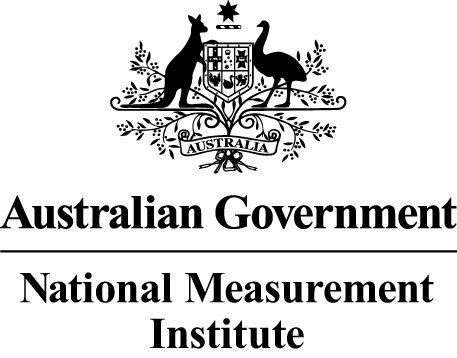 AUSTRALIA
Australian Government
National Measurement
Institute